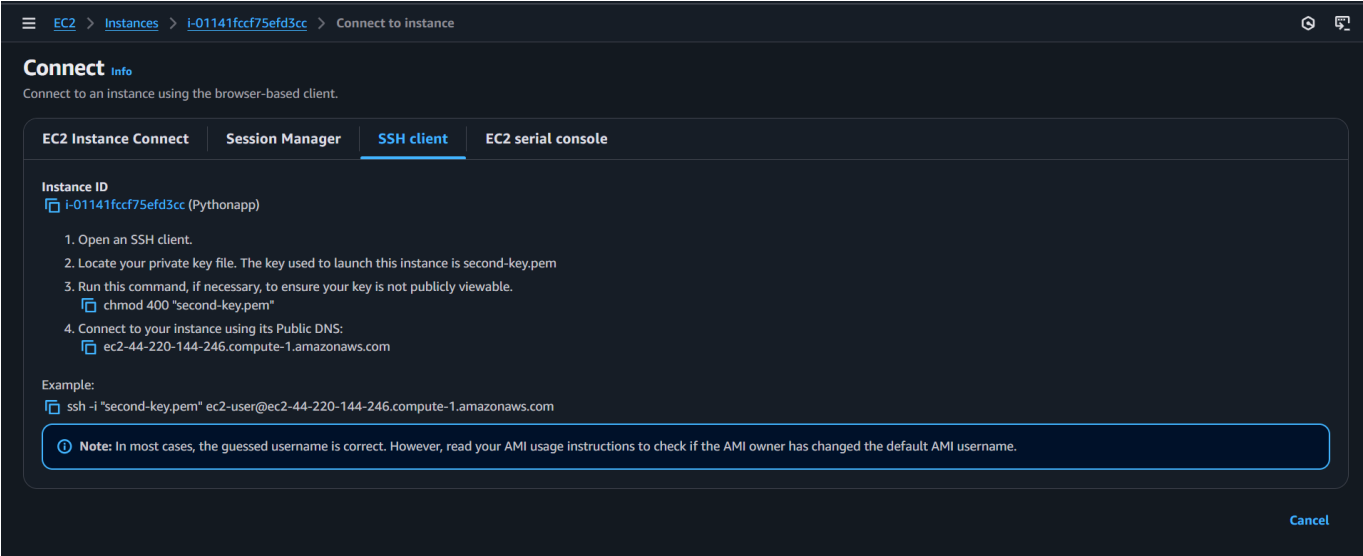 EC2 > Instances > i-01141fccf75efd3cc > Connect to instance
Connect Info
Connect to an instance using the browser-based client.
EC2 Instance Connect Session Manager SSH client EC2 serial console
Instance ID
i-01141fccf75efd3cc (Pythonapp)
1. Open an SSH client.
2. Locate your private key file. The key used to launch this instance is second-key.pem
3. Run this command, if necessary, to ensure your key is not publicly viewable.
chmod 400 "second-key.pem"
4. Connect to your instance using its Public DNS:
ec2-44-220-144-246.compute-1.amazonaws.com
Example:
ssh -i "second-key.pem" ec2-user@ec2-44-220-144-246.compute-1.amazonaws.com
Note: In most cases, the guessed username is correct. However, read your AMI usage instructions to check if the AMI owner has changed the default AMI username.
Cancel